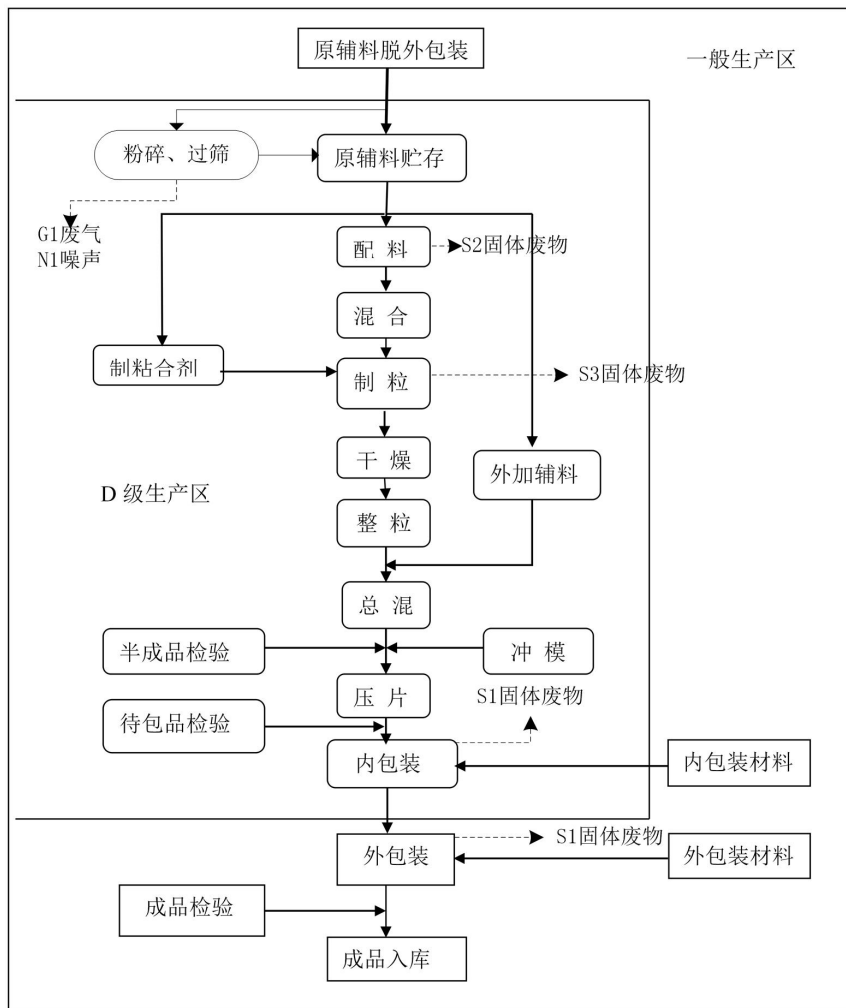 原辅料脱外包装
一般生产区
粉碎、过筛
原辅料贮存
G1废气
N1噪声
配 料
S2固体废物
混 合
制粘合剂
制 粒
S3固体废物
干 燥
外加辅料
D 级生产区
整 粒
总 混
半成品检验
冲 模
压 片
S1固体废物
待包品检验
内包装
内包装材料
外包装
S1固体废物
外包装材料
成品检验
成品入库